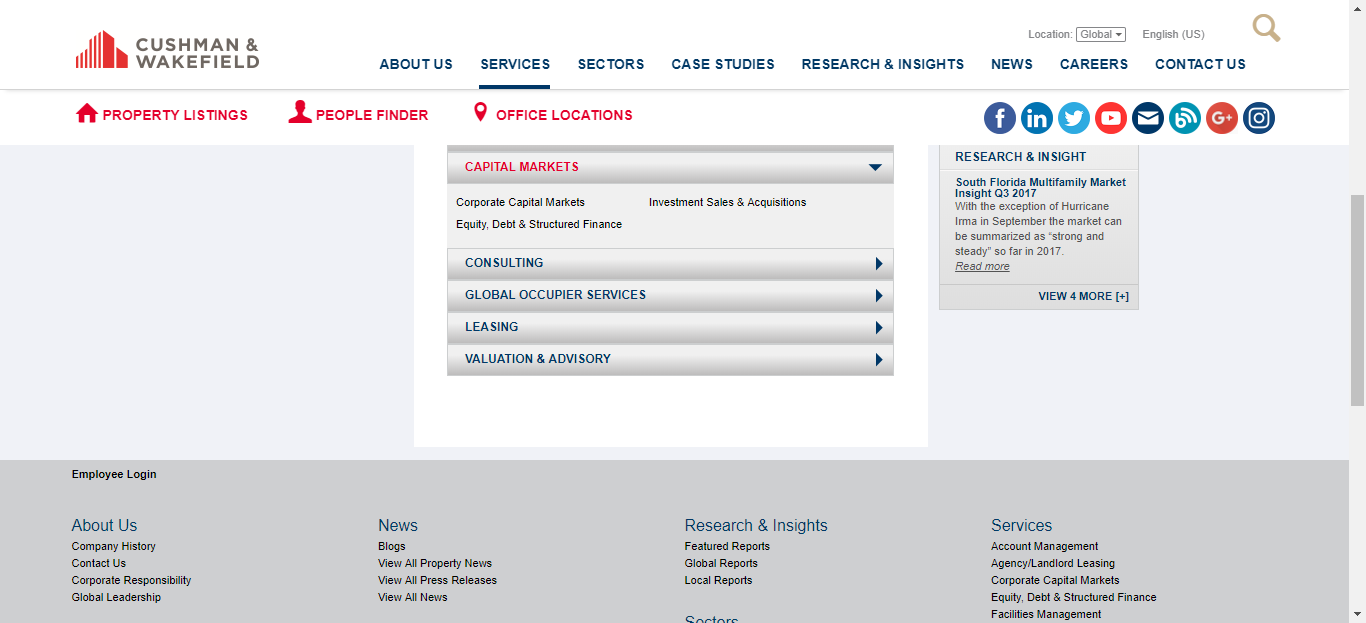 CUSHMAN &
WAKEFIELD
Location: Global English (US)
ABOUT US SERVICES SECTORS CASE STUDIES RESEARCH & INSIGHTS NEWS CAREERS CONTACT US
PROPERTY LISTINGS PEOPLE FINDER OFFICE LOCATIONS
f in G+
CAPITAL MARKETS
Corporate Capital Markets Investment Sales & Acquisitions
Equity, Debt & Structured Finance
CONSULTING
GLOBAL OCCUPIER SERVICES
LEASING
VALUATION & ADVISORY
RESEARCH & INSIGHT
South Florida Multifamily Market
Insight Q3 2017
With the exception of Hurricane
Irma in September the market can
be summarized as “strong and
steady” so far in 2017.
Read more
VIEW 4 MORE [+]
Employee Login
About Us
Company History
Contact Us
Corporate Responsibility
Global Leadership
News
Blogs
View All Property News
View All Press Releases
View All News
Research & Insights
Featured Reports
Global Reports
Local Reports
Sectors
Services
Account Management
Agency/Landlord Leasing
Corporate Capital Markets
Equity, Debt & Structured Finance
Facilities Management